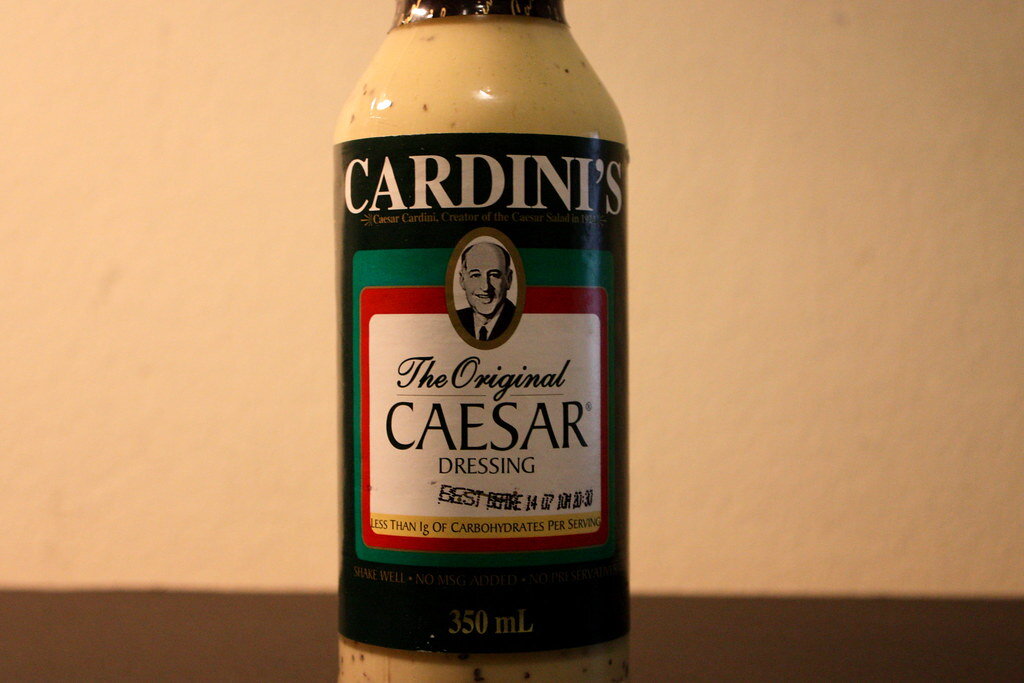 CARDINI'S
Caesar Cardini, Creator of the Caesar Salad in
The Original
CAESAR®
DRESSING
BEST BEFORE 14 07
LESS THAN 1g OF CARBOHYDRATES PER SERVING
SHAKE WELL • NO MSG ADDED • NO
350 mL